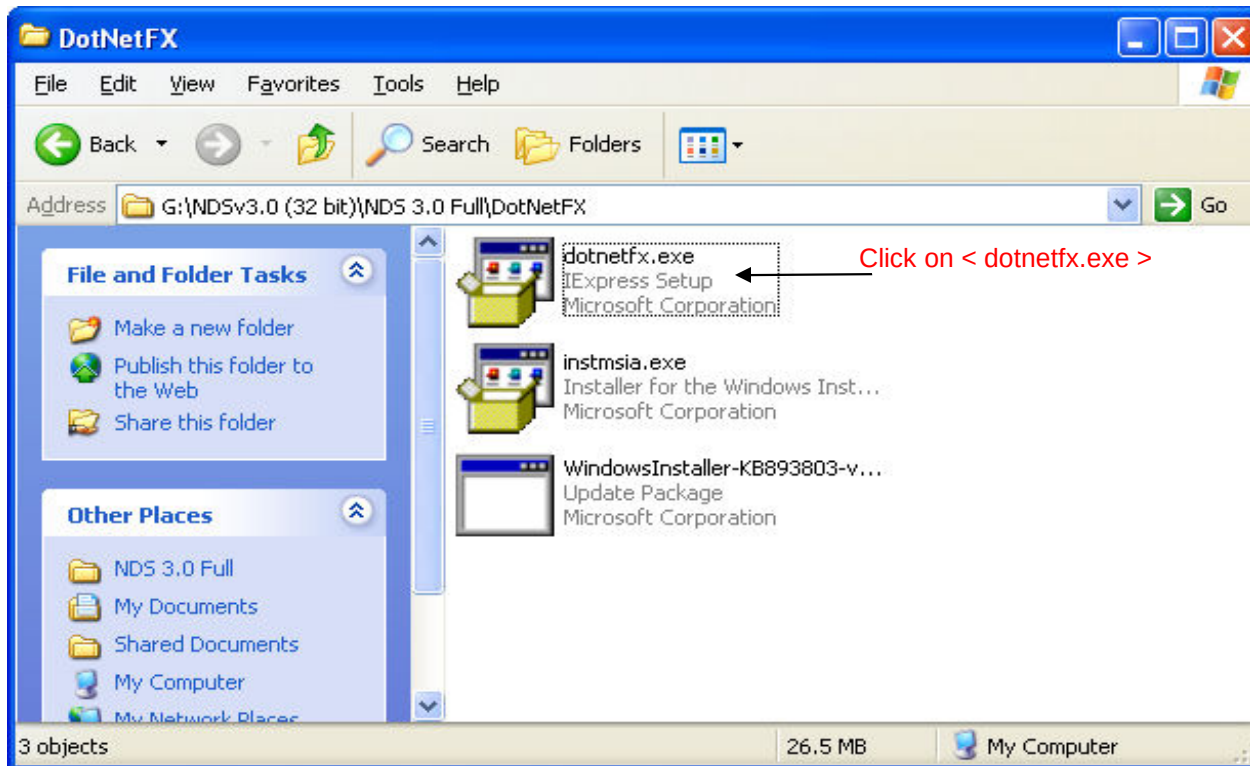 DotNetFX
File Edit View Favorites Tools Help
Back Search Folders
Address G:\NDSv3.0 (32 bit)\NDS 3.0 Full\DotNetFX Go
File and Folder Tasks
Make a new folder
Publish this folder to
the Web
Share this folder
Other Places
NDS 3.0 Full
My Documents
Shared Documents
My Computer
My Network Places
dotnetfx.exe
IExpress Setup
Microsoft Corporation
Click on < dotnetfx.exe >
instmsia.exe
Installer for the Windows Inst...
Microsoft Corporation
WindowsInstaller-KB893803-v...
Update Package
Microsoft Corporation
3 objects 26.5 MB My Computer